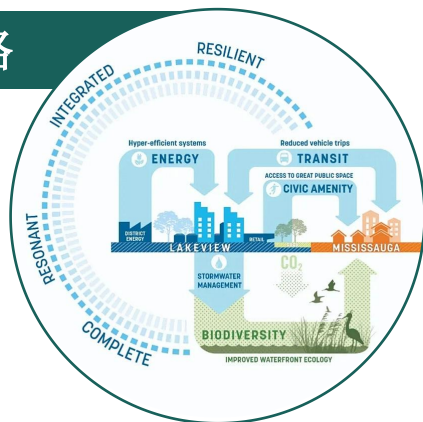 RESILIENT
INTEGRATED
RESONANT
COMPLETE
Hyper-efficient systems
ENERGY
Reduced vehicle trips
TRANSIT
ACCESS TO GREAT PUBLIC SPACE
CIVIC AMENITY
DISTRICT
ENERGY
RETAIL
LAKEVIEW
MISSISSAUGA
STORMWATER
MANAGEMENT
CO₂
BIODIVERSITY
IMPROVED WATERFRONT ECOLOGY